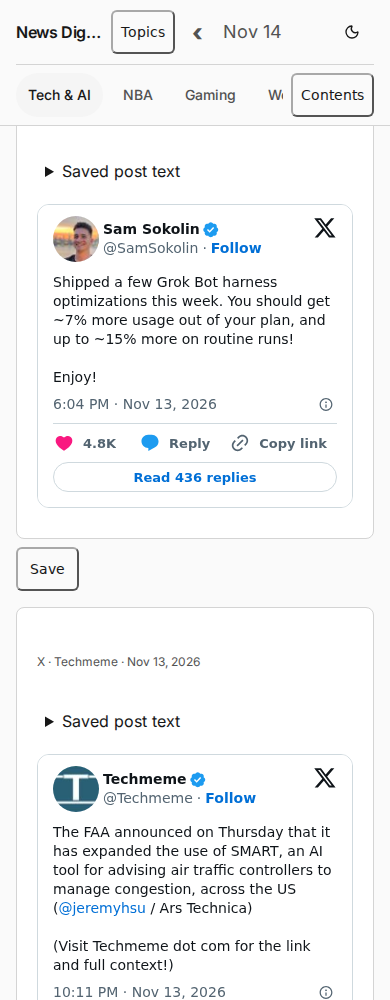 News Dig...
Topics
‹
Nov 14
Tech & AI
NBA
Gaming
Contents
Saved post text
Sam Sokolin
@SamSokolin · Follow
Shipped a few Grok Bot harness
optimizations this week. You should get
~7% more usage out of your plan, and
up to ~15% more on routine runs!
Enjoy!
6:04 PM · Nov 13, 2026
4.8K
Reply
Copy link
Read 436 replies
Save
X · Techmeme · Nov 13, 2026
Saved post text
T
Techmeme
@Techmeme · Follow
The FAA announced on Thursday that it
has expanded the use of SMART, an AI
tool for advising air traffic controllers to
manage congestion, across the US
(@jeremyhsu / Ars Technica)
(Visit Techmeme dot com for the link
and full context!)
10:11 PM · Nov 13, 2026